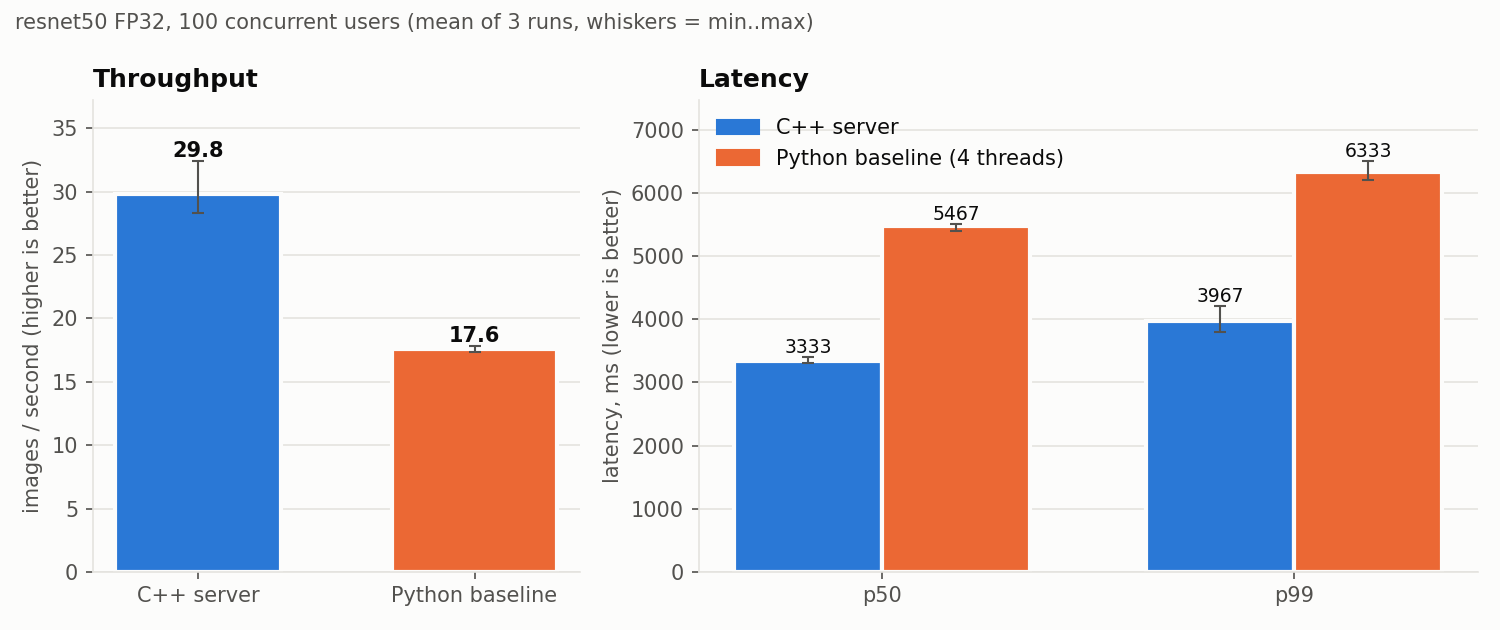 resnet50 FP32, 100 concurrent users (mean of 3 runs, whiskers = min..max)
Throughput
images / second (higher is better)
35
30
25
20
15
10
5
0
29.8
17.6
C++ server
Python baseline
Latency
latency, ms (lower is better)
7000
6000
5000
4000
3000
2000
1000
0
C++ server
Python baseline (4 threads)
3333
5467
3967
6333
p50
p99